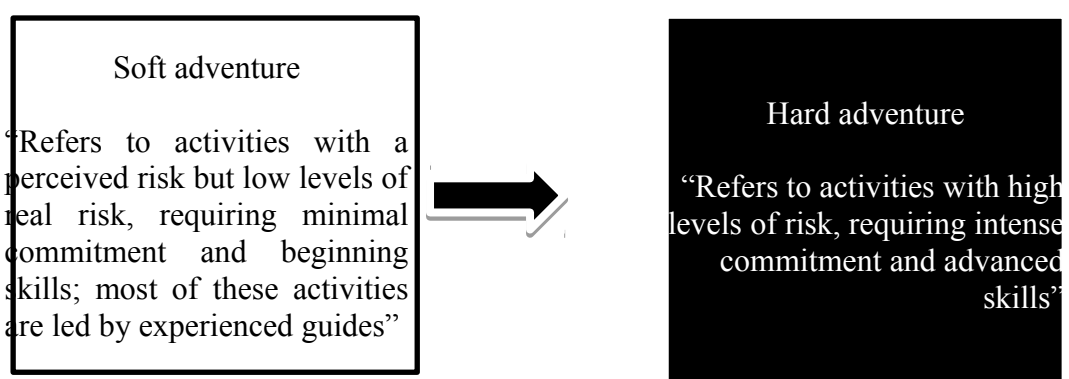 Soft adventure
“Refers to activities with a
perceived risk but low levels of
real risk, requiring minimal
commitment and beginning
skills; most of these activities
are led by experienced guides”
Hard adventure
“Refers to activities with high
levels of risk, requiring intense
commitment and advanced
skills”